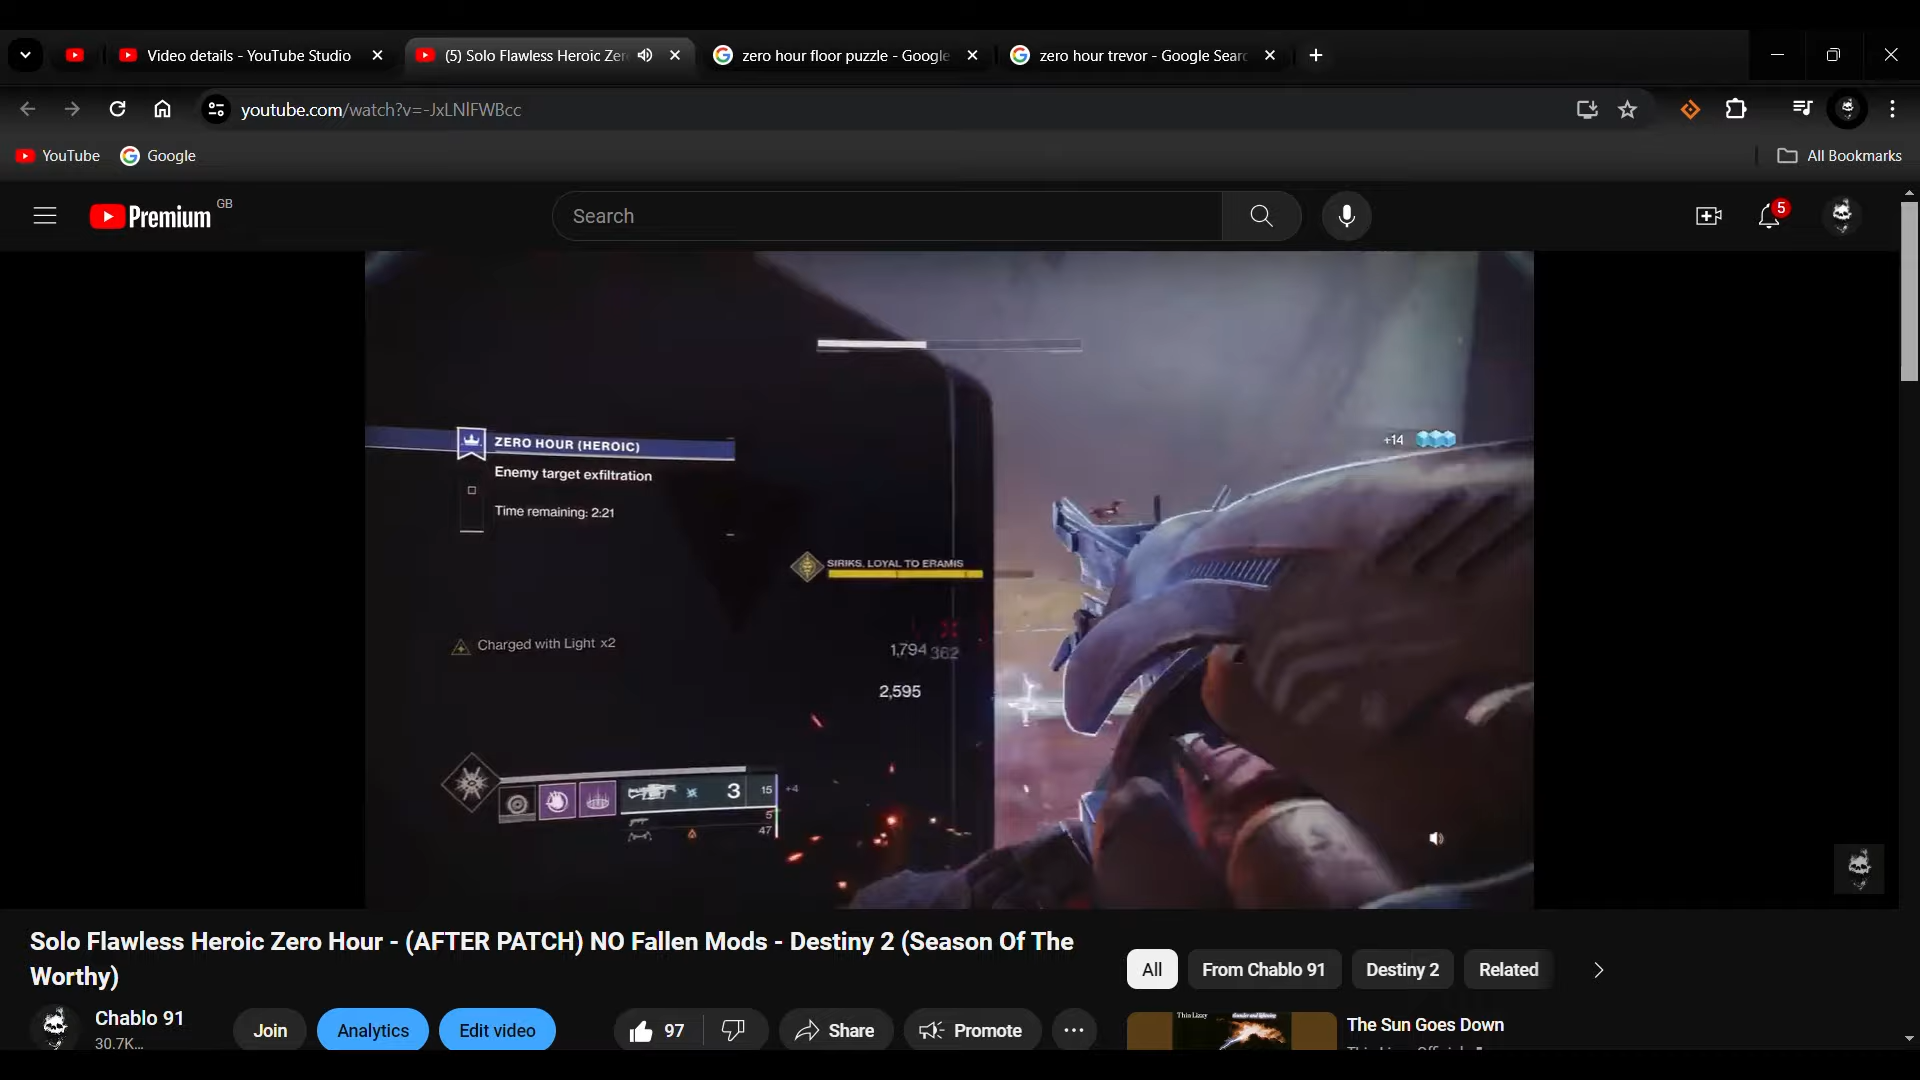 Video details - YouTube Studio
(5) Solo Flawless Heroic Zer
zero hour floor puzzle - Google
zero hour trevor - Google Searc
youtube.com/watch?v=-JxLNlFWBcc
YouTube
Google
All Bookmarks
Premium GB
Search
5
ZERO HOUR (HEROIC)
Enemy target exfiltration
Time remaining: 2:21
+14
SIRIKS, LOYAL TO ERAMIS
Charged with Light x2
1,794 362
2,595
3 15 +4
5
47
Solo Flawless Heroic Zero Hour - (AFTER PATCH) NO Fallen Mods - Destiny 2 (Season Of The
Worthy)
All
From Chablo 91
Destiny 2
Related
Chablo 91
30.7K...
Join
Analytics
Edit video
97
Share
Promote
Thin Lizzy
The Sun Goes Down